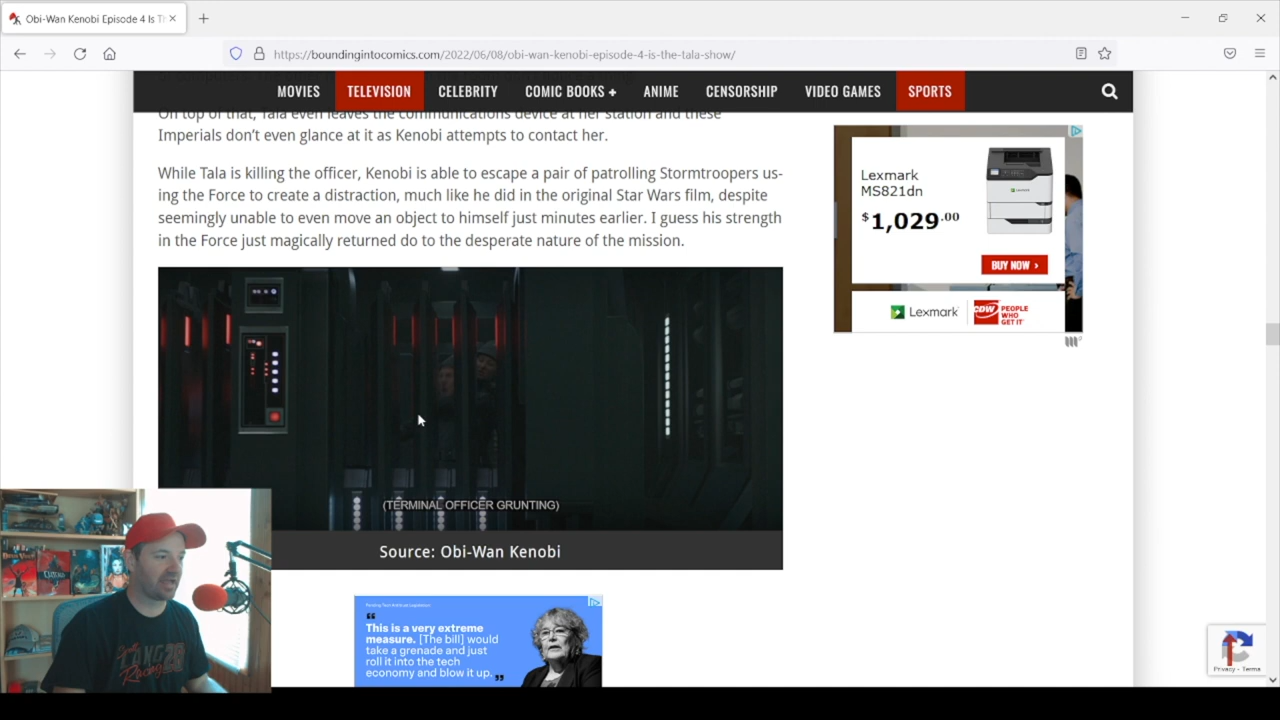 Obi-Wan Kenobi Episode 4 Is Th
https://boundingintocomics.com/2022/06/08/obi-wan-kenobi-episode-4-is-the-tala-show/
MOVIES TELEVISION CELEBRITY COMIC BOOKS + ANIME CENSORSHIP VIDEO GAMES SPORTS
On top of that, Tala even leaves the communications device at her station and these
Imperials don't even glance at it as Kenobi attempts to contact her.
While Tala is killing the officer, Kenobi is able to escape a pair of patrolling Stormtroopers us-
ing the Force to create a distraction, much like he did in the original Star Wars film, despite
seemingly unable to even move an object to himself just minutes earlier. I guess his strength
in the Force just magically returned do to the desperate nature of the mission.
(TERMINAL OFFICER GRUNTING)
Source: Obi-Wan Kenobi
Lexmark
MS821dn
$1,029.00
BUY NOW >
Lexmark
CDW PEOPLE
WHO
GET IT
"
This is a very extreme
measure. [The bill] would
take a grenade and just
roll it into the tech
economy and blow it up. "
Privacy - Terms